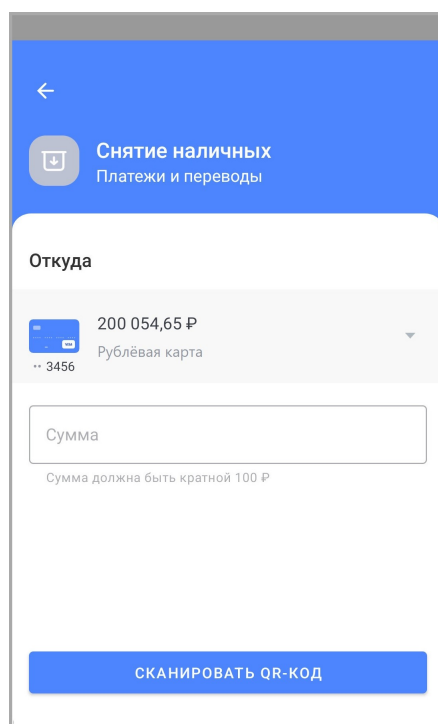 Снятие наличных
Платежи и переводы
Откуда
200 054,65 ₽
Рублёвая карта
•• 3456
Сумма
Сумма должна быть кратной 100 ₽
СКАНИРОВАТЬ QR-КОД